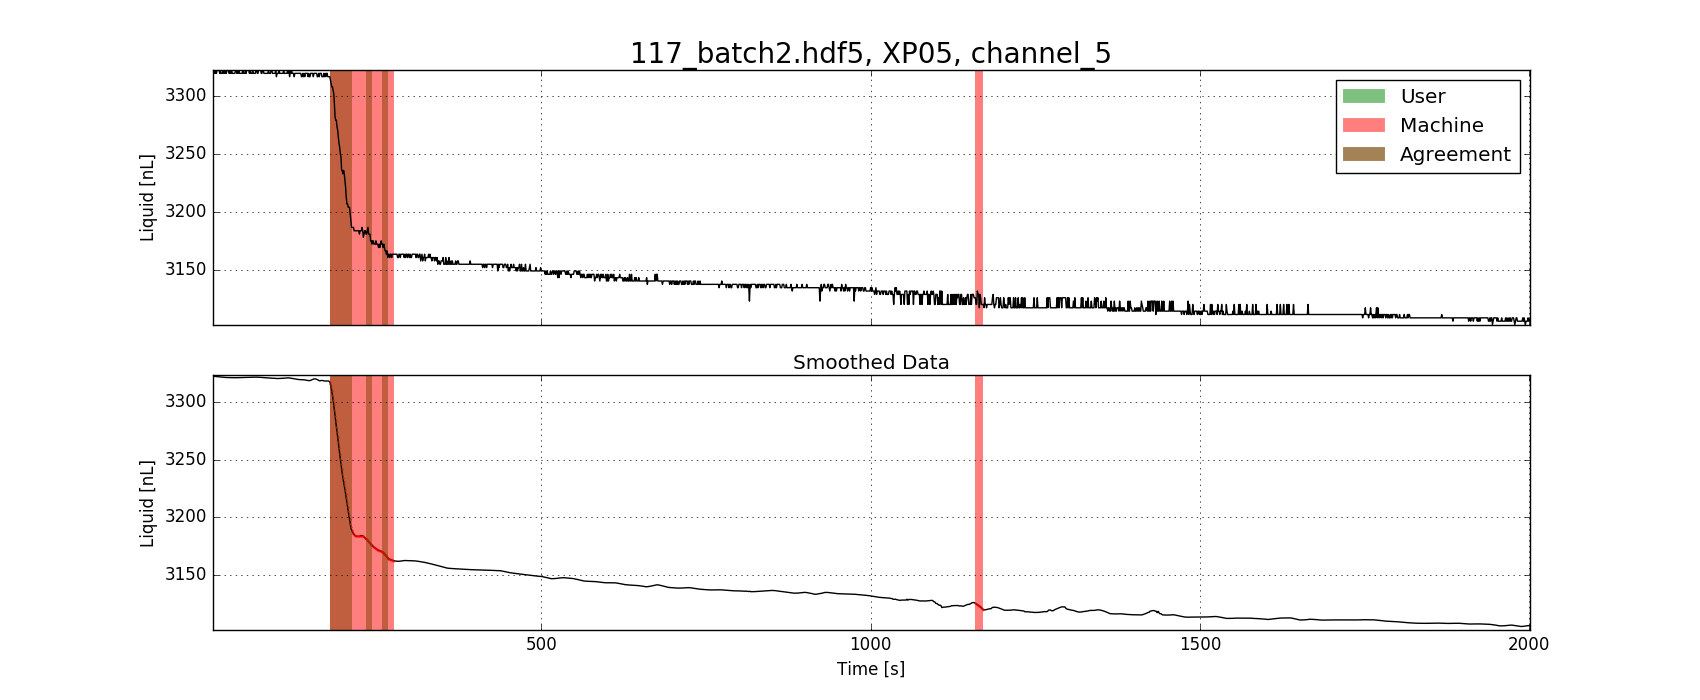 117_batch2.hdf5, XP05, channel_5
3300
3250
3200
3150
Liquid [nL]
User
Machine
Agreement
Smoothed Data
3300
3250
3200
3150
Liquid [nL]
500
1000
1500
2000
Time [s]